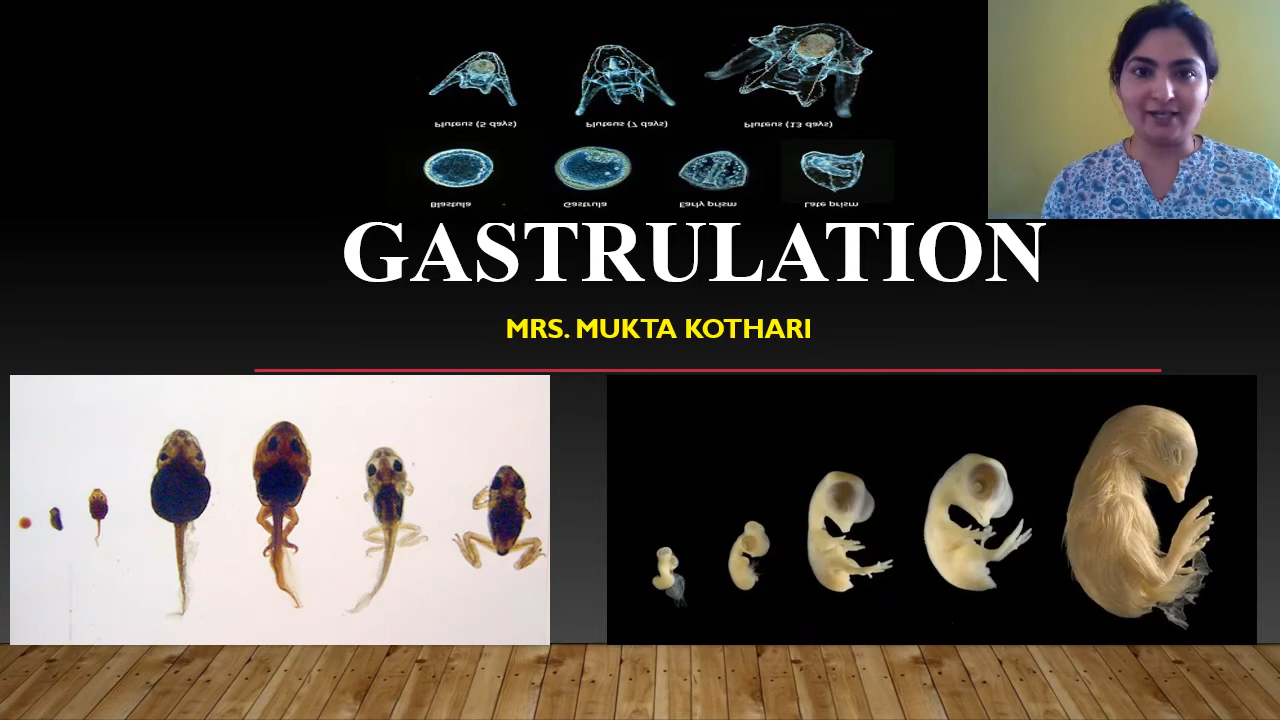 Pluteus (5 days) Pluteus (7 days) Pluteus (13 days)
Blastula Gastrula Early prism Late prism
GASTRULATION
MRS. MUKTA KOTHARI